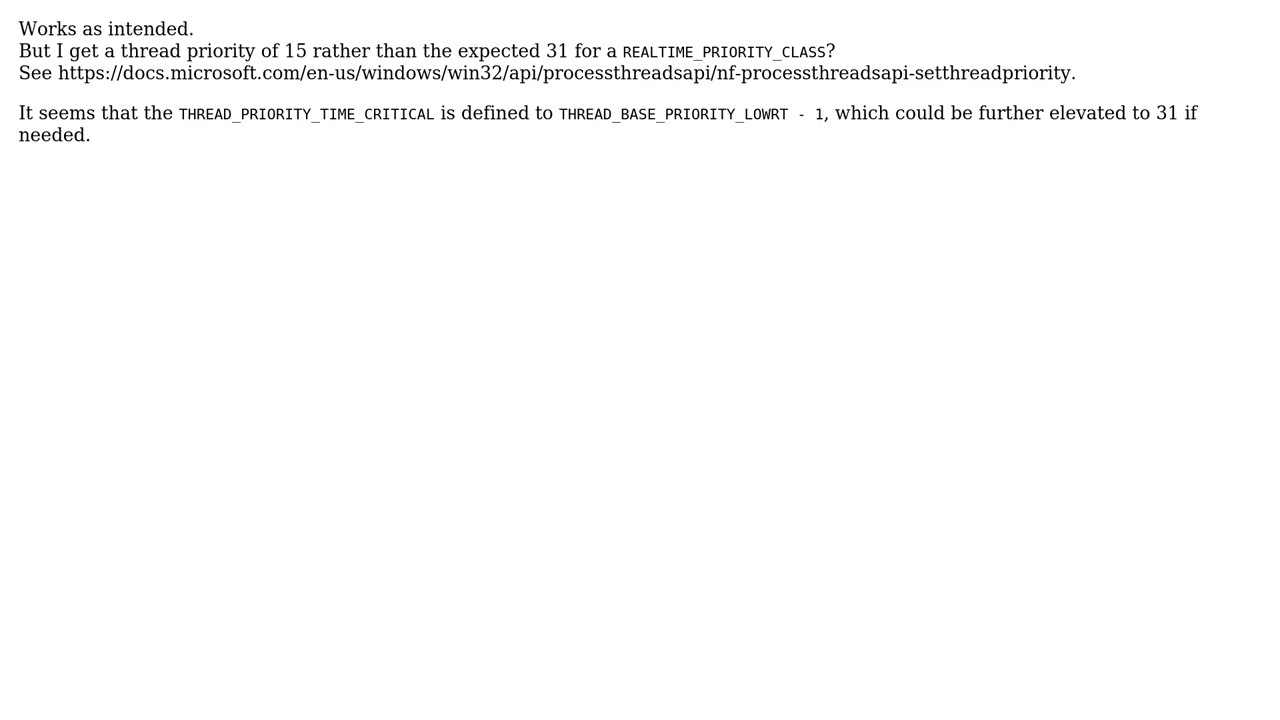 Works as intended.
But I get a thread priority of 15 rather than the expected 31 for a REALTIME_PRIORITY_CLASS?
See https://docs.microsoft.com/en-us/windows/win32/api/processthreadsapi/nf-processthreadsapi-setthreadpriority.
It seems that the THREAD_PRIORITY_TIME_CRITICAL is defined to THREAD_BASE_PRIORITY_LOWRT - 1, which could be further elevated to 31 if
needed.